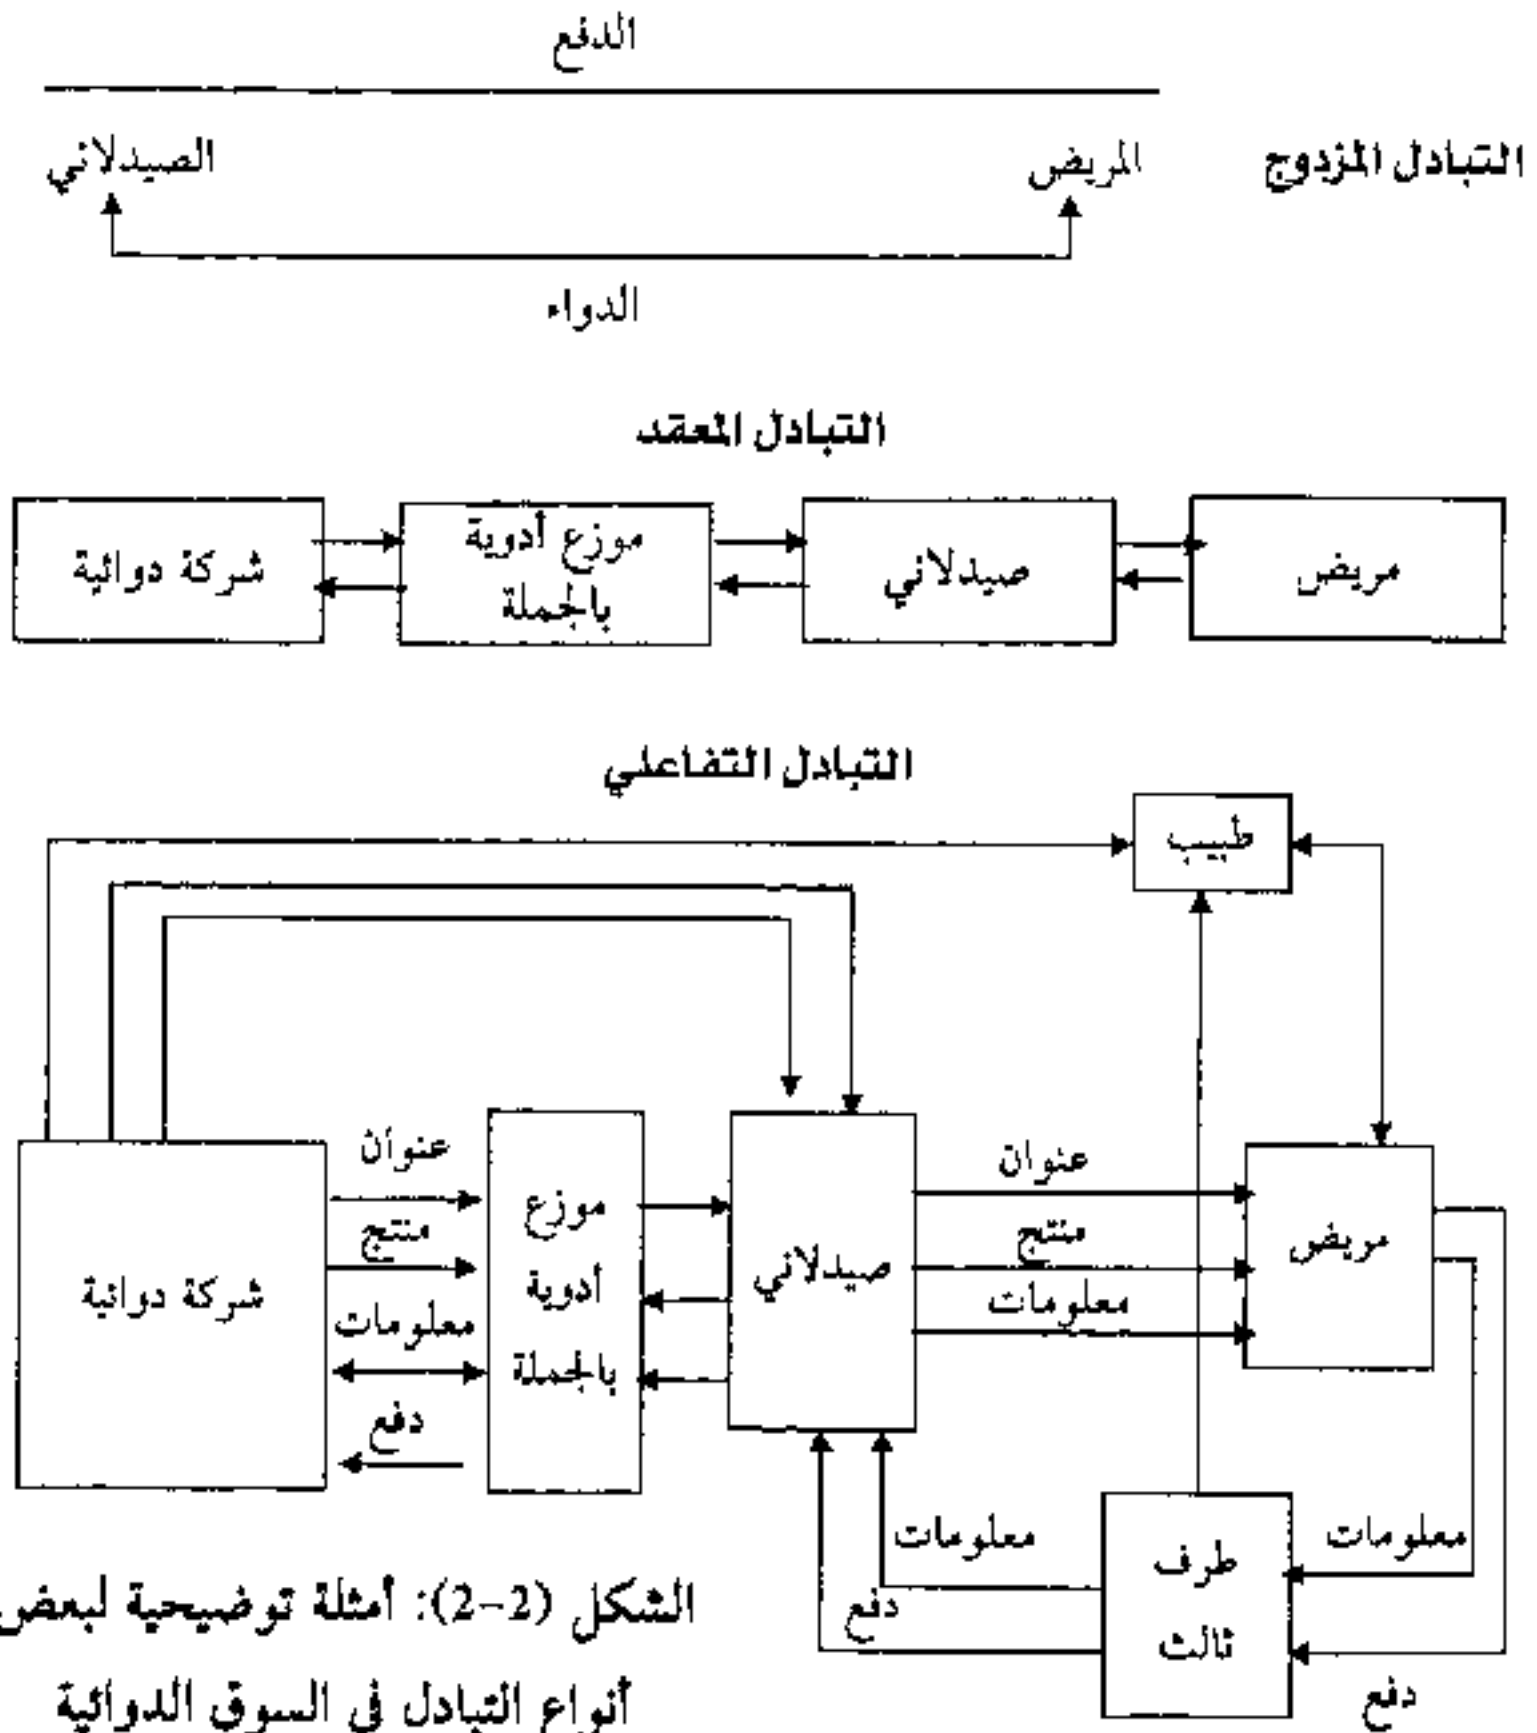 الدفع
التبادل المزدوج
المريض
الصيدلاني
الدواء
التبادل المعقد
مريض
صيدلاني
موزع أدوية
بالجملة
شركة دوائية
التبادل التفاعلي
طبيب
مريض
عنوان
منتج
معلومات
صيدلاني
موزع
أدوية
بالجملة
عنوان
منتج
معلومات
دفع
شركة دوائية
معلومات
دفع
طرف
ثالث
معلومات
دفع
الشكل (2-2): أمثلة توضيحية لبعض
أنواع التبادل في السوق الدوائية